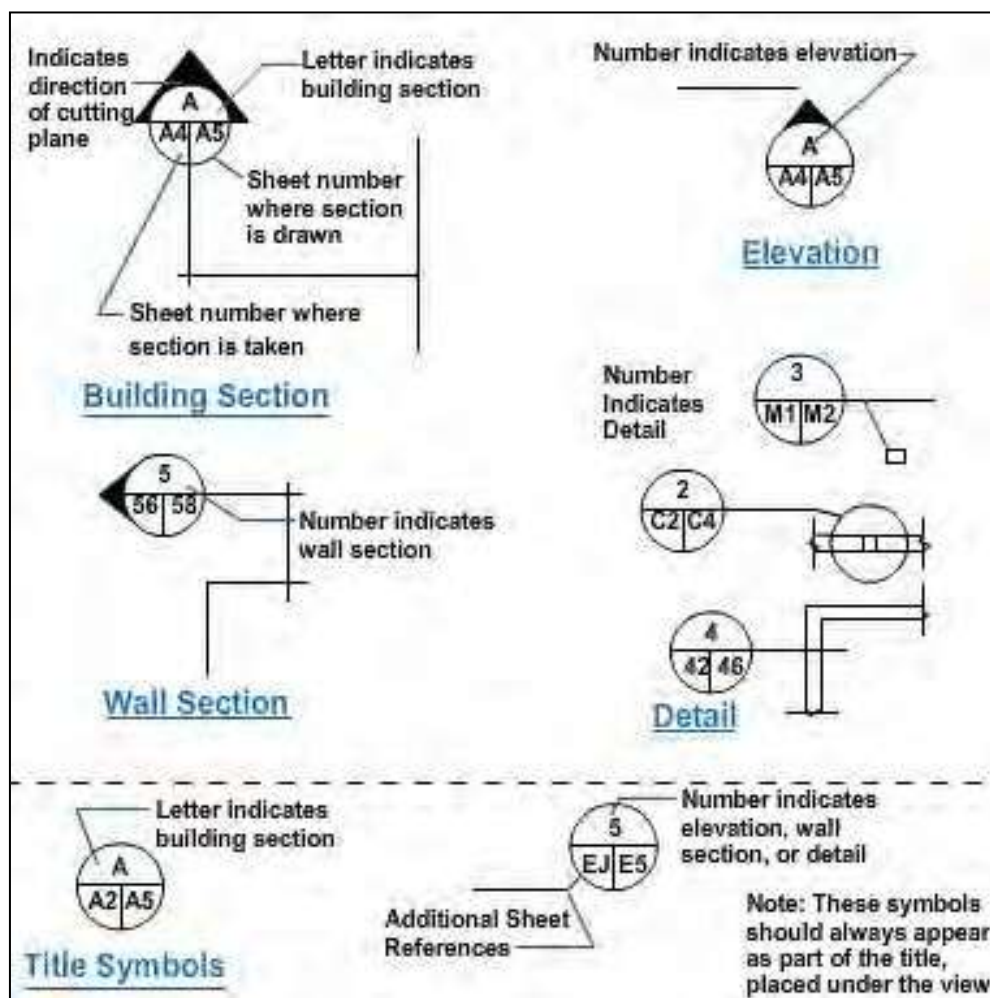 Indicates
direction
of cutting
plane
Letter indicates
building section
A
A4 A5
Sheet number
where section
is drawn
Sheet number where
section is taken
Building Section
Number indicates elevation
A
A4 A5
Elevation
5
56 58
Number indicates
wall section
Wall Section
Number
Indicates
Detail
3
M1 M2
2
C2 C4
4
42 46
Detail
Letter indicates
building section
A
A2 A5
Title Symbols
Number indicates
elevation, wall
section, or detail
5
EJ E5
Additional Sheet
References
Note: These symbols
should always appear
as part of the title,
placed under the view